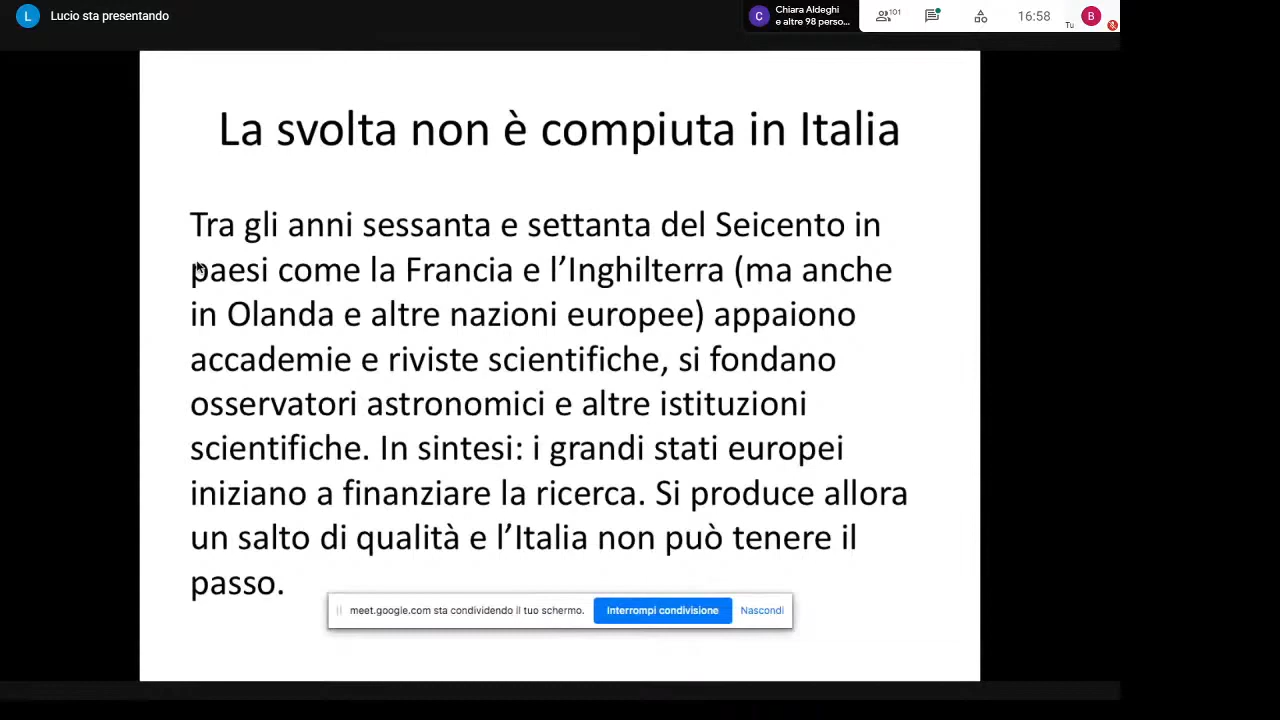 L Lucio sta presentando
C Chiara Aldeghi
e altre 98 perso...
101
16:58
Tu
B
La svolta non è compiuta in Italia
Tra gli anni sessanta e settanta del Seicento in
paesi come la Francia e l’Inghilterra (ma anche
in Olanda e altre nazioni europee) appaiono
accademie e riviste scientifiche, si fondano
osservatori astronomici e altre istituzioni
scientifiche. In sintesi: i grandi stati europei
iniziano a finanziare la ricerca. Si produce allora
un salto di qualità e l’Italia non può tenere il
passo.
meet.google.com sta condividendo il tuo schermo. Interrompi condivisione Nascondi